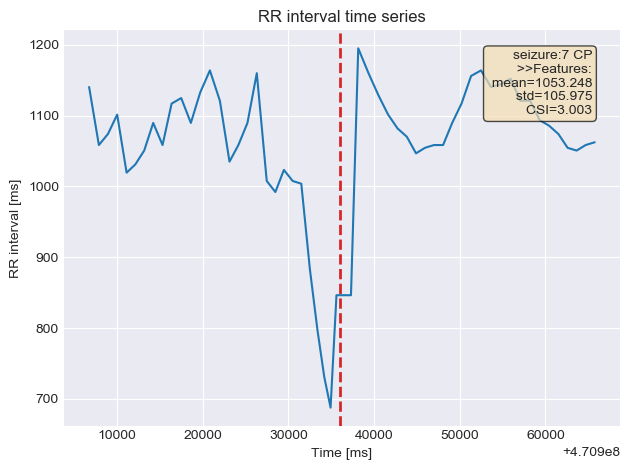 RR interval time series
seizure:7 CP
>>Features:
mean=1053.248
std=105.975
CSI=3.003
RR interval [ms]
1200
1100
1000
900
800
700
10000 20000 30000 40000 50000 60000
Time [ms]
+4.709e8